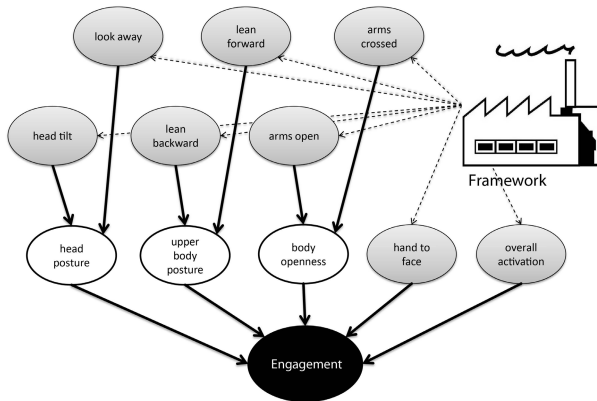 look away
lean
forward
arms
crossed
head tilt
lean
backward
arms open
Framework
head
posture
upper
body
posture
body
openness
hand to
face
overall
activation
Engagement